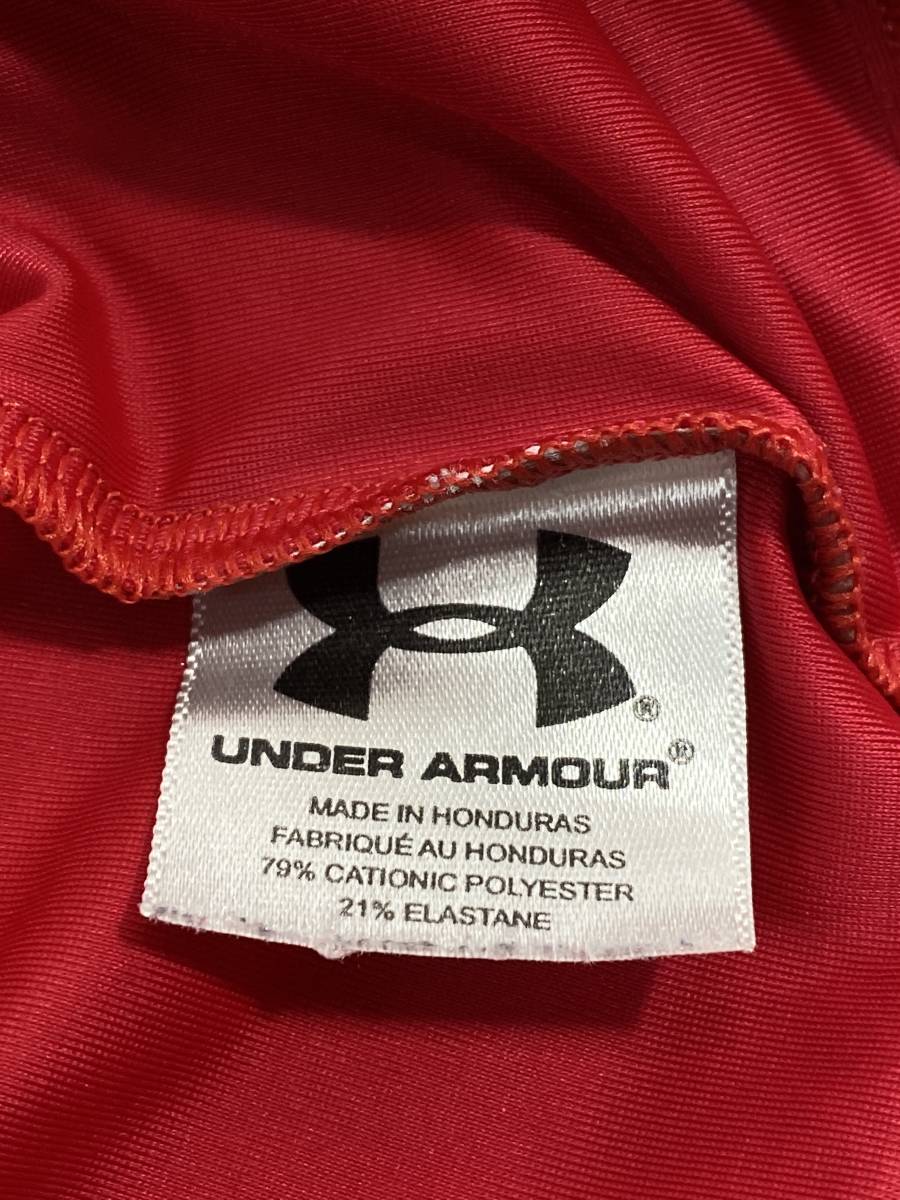 ®
UNDER ARMOUR®
MADE IN HONDURAS
FABRIQUÉ AU HONDURAS
79% CATIONIC POLYESTER
21% ELASTANE